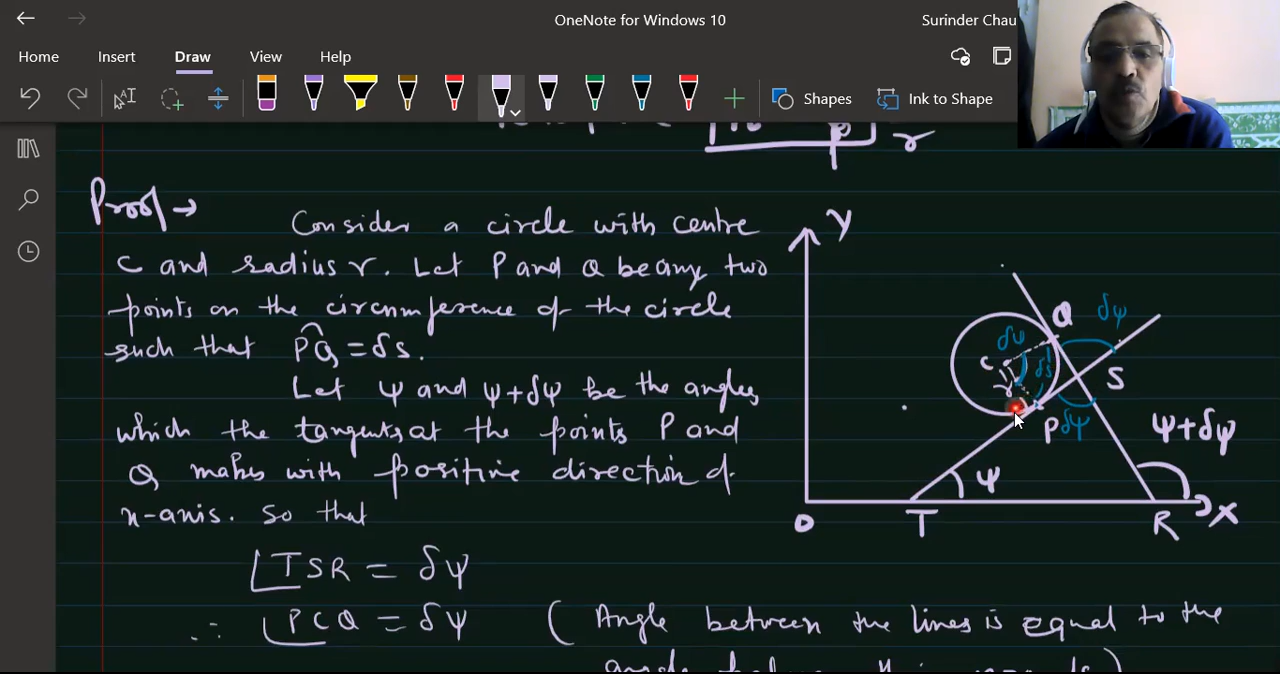 OneNote for Windows 10
Surinder Chau
Home Insert Draw View Help
Shapes
Ink to Shape
r
Proof →
Consider a circle with centre
C and radius r. Let P and Q be any two
points on the circumference of the circle
such that PQ = δs.
Let ψ and ψ+δψ be the angles
which the tangents at the points P and
Q makes with positive direction of
x-axis. So that
∠TSR = δψ
∴ ∠PCQ = δψ (Angle between the lines is equal to the
Y
Q
δψ
δψ
C
δs
S
r
P
δψ
ψ+δψ
ψ
O
T
R
X